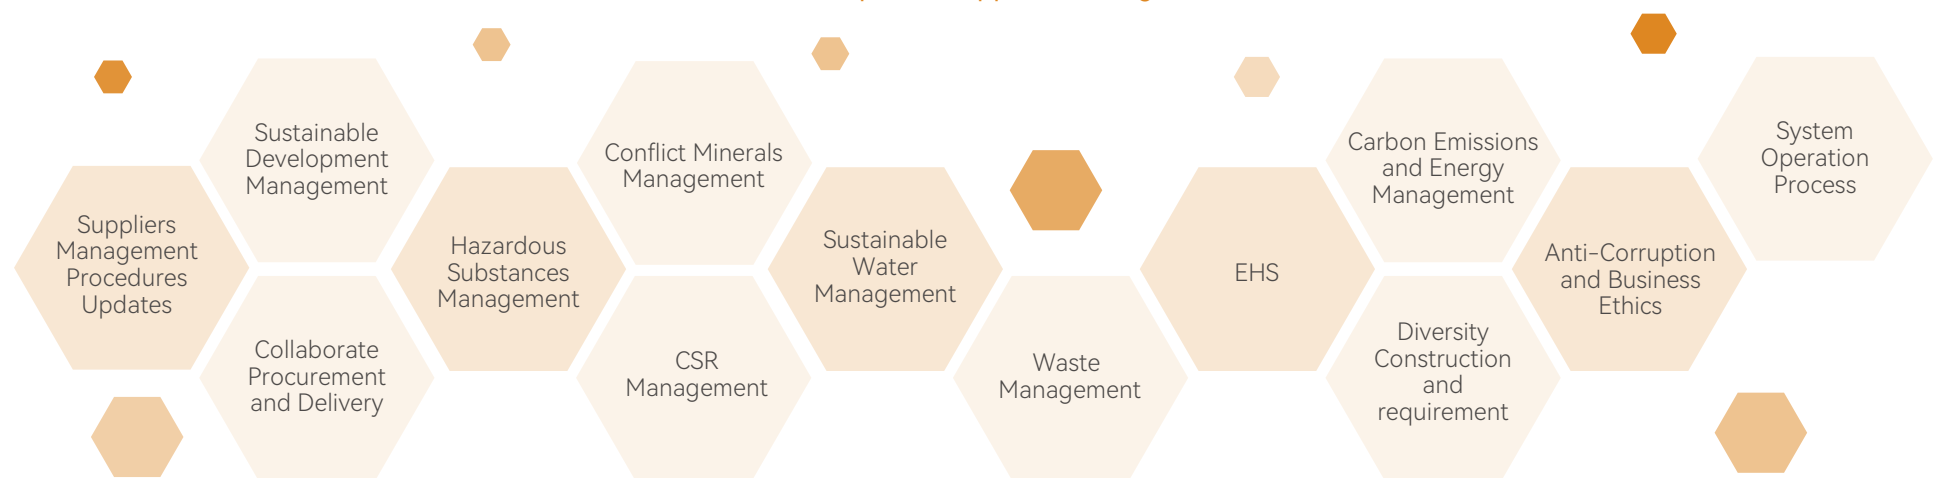 Suppliers
Management
Procedures
Updates
Sustainable
Development
Management
Collaborate
Procurement
and Delivery
Hazardous
Substances
Management
Conflict Minerals
Management
CSR
Management
Sustainable
Water
Management
Waste
Management
EHS
Carbon Emissions
and Energy
Management
Diversity
Construction
and
requirement
Anti-Corruption
and Business
Ethics
System
Operation
Process